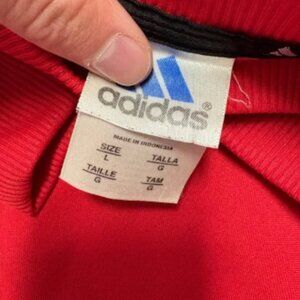 adidas®
MADE IN INDONESIA
SIZE TALLA
L G
TAILLE TAM
G G